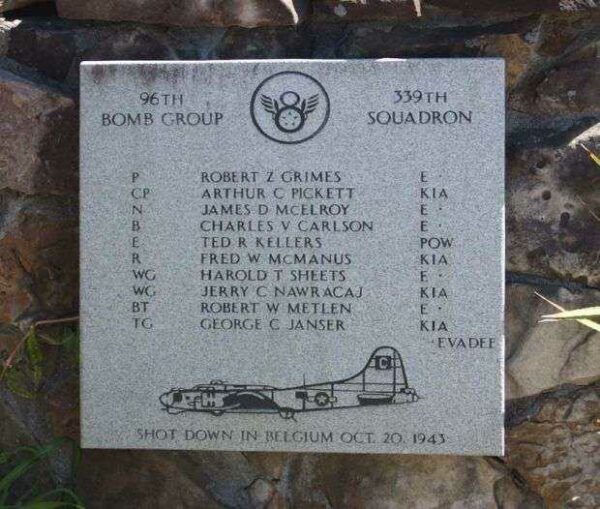 96TH BOMB GROUP
8
339TH SQUADRON
P ROBERT Z GRIMES E ·
CP ARTHUR C PICKETT KIA
N JAMES D McELROY E ·
B CHARLES V CARLSON E ·
E TED R KELLERS POW
R FRED W McMANUS KIA
WG HAROLD T SHEETS E ·
WG JERRY C NAWRACAJ KIA
BT ROBERT W METLEN E ·
TG GEORGE C JANSER KIA
· EVADEE
C
SHOT DOWN IN BELGIUM OCT. 20, 1943